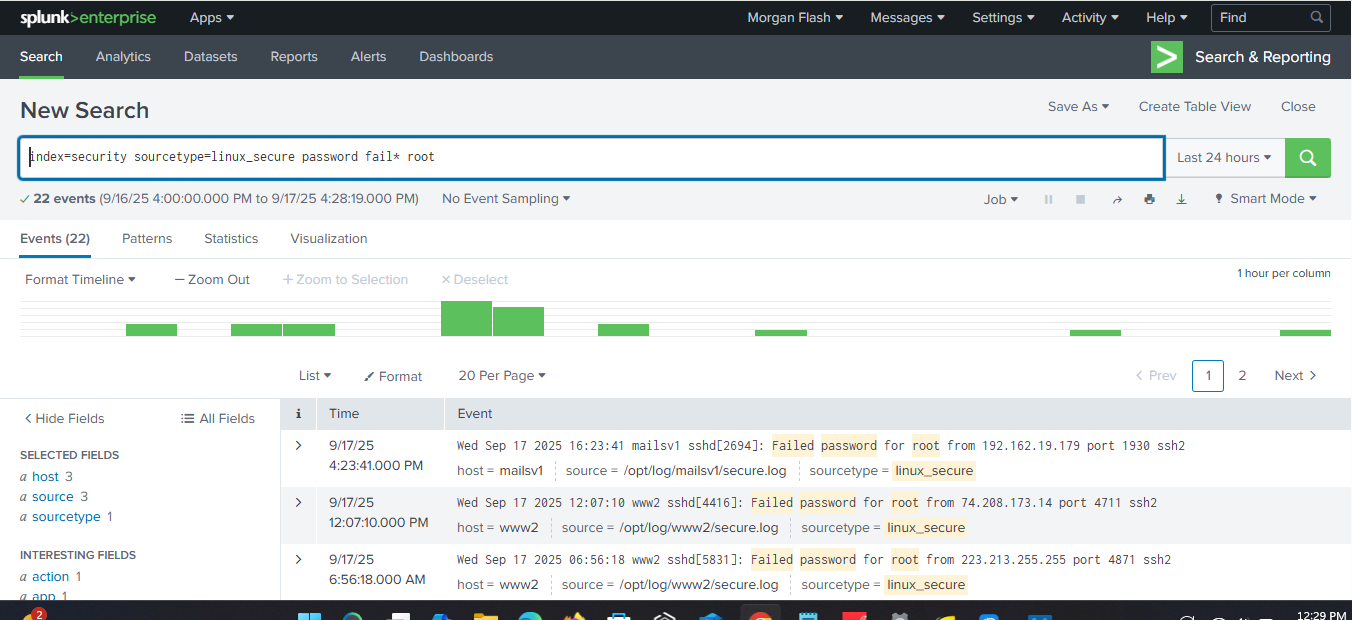 splunk>enterprise Apps Morgan Flash Messages Settings Activity Help Find
Search Analytics Datasets Reports Alerts Dashboards Search & Reporting
New Search Save As Create Table View Close
index=security sourcetype=linux_secure password fail* root Last 24 hours
22 events (9/16/25 4:00:00.000 PM to 9/17/25 4:28:19.000 PM) No Event Sampling Job Smart Mode
Events (22) Patterns Statistics Visualization
Format Timeline — Zoom Out + Zoom to Selection × Deselect 1 hour per column
List Format 20 Per Page < Prev 1 2 Next >
< Hide Fields All Fields i Time Event
SELECTED FIELDS
a host 3
a source 3
a sourcetype 1
INTERESTING FIELDS
a action 1
a app 1
> 9/17/25 Wed Sep 17 2025 16:23:41 mailsv1 sshd[2694]: Failed password for root from 192.162.19.179 port 1930 ssh2
4:23:41.000 PM host = mailsv1 source = /opt/log/mailsv1/secure.log sourcetype = linux_secure
> 9/17/25 Wed Sep 17 2025 12:07:10 www2 sshd[4416]: Failed password for root from 74.208.173.14 port 4711 ssh2
12:07:10.000 PM host = www2 source = /opt/log/www2/secure.log sourcetype = linux_secure
> 9/17/25 Wed Sep 17 2025 06:56:18 www2 sshd[5831]: Failed password for root from 223.213.255.255 port 4871 ssh2
6:56:18.000 AM host = www2 source = /opt/log/www2/secure.log sourcetype = linux_secure
2 12:29 PM